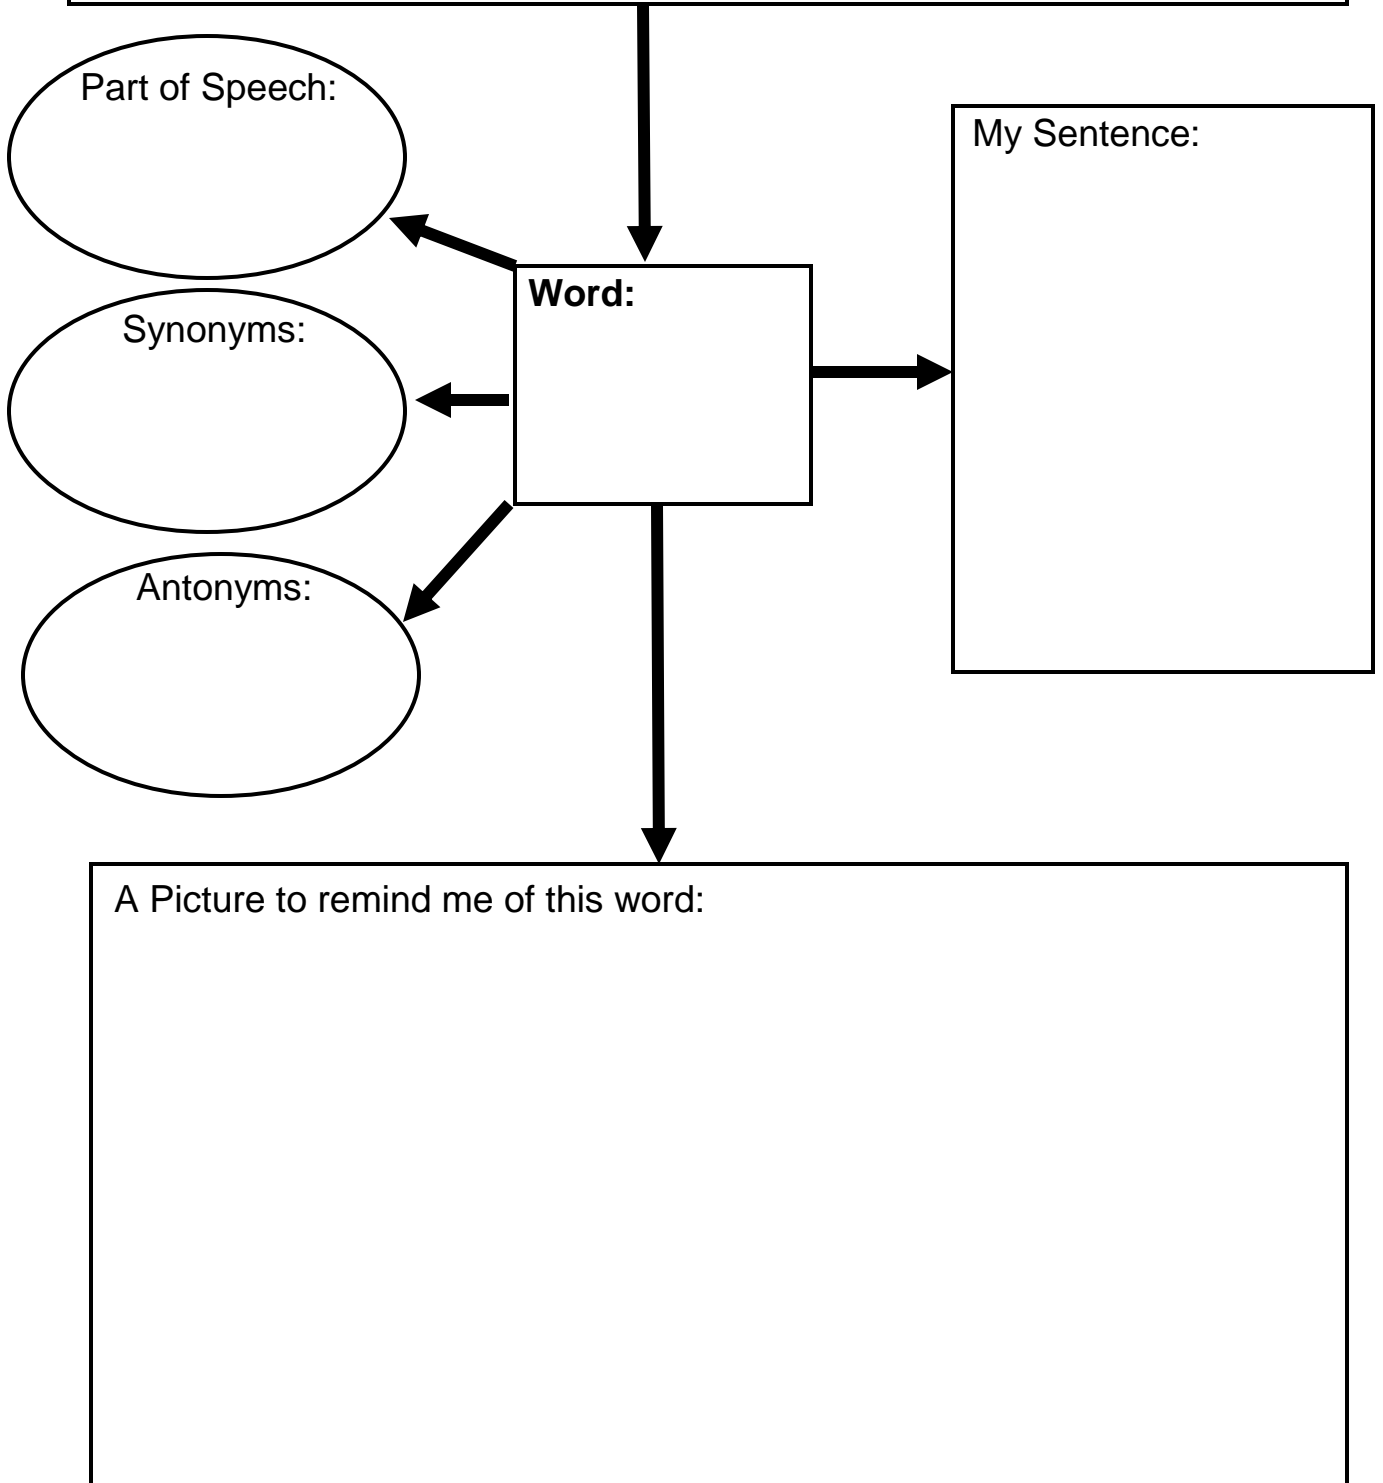 Part of Speech:
My Sentence:
Word:
Synonyms:
Antonyms:
A Picture to remind me of this word: